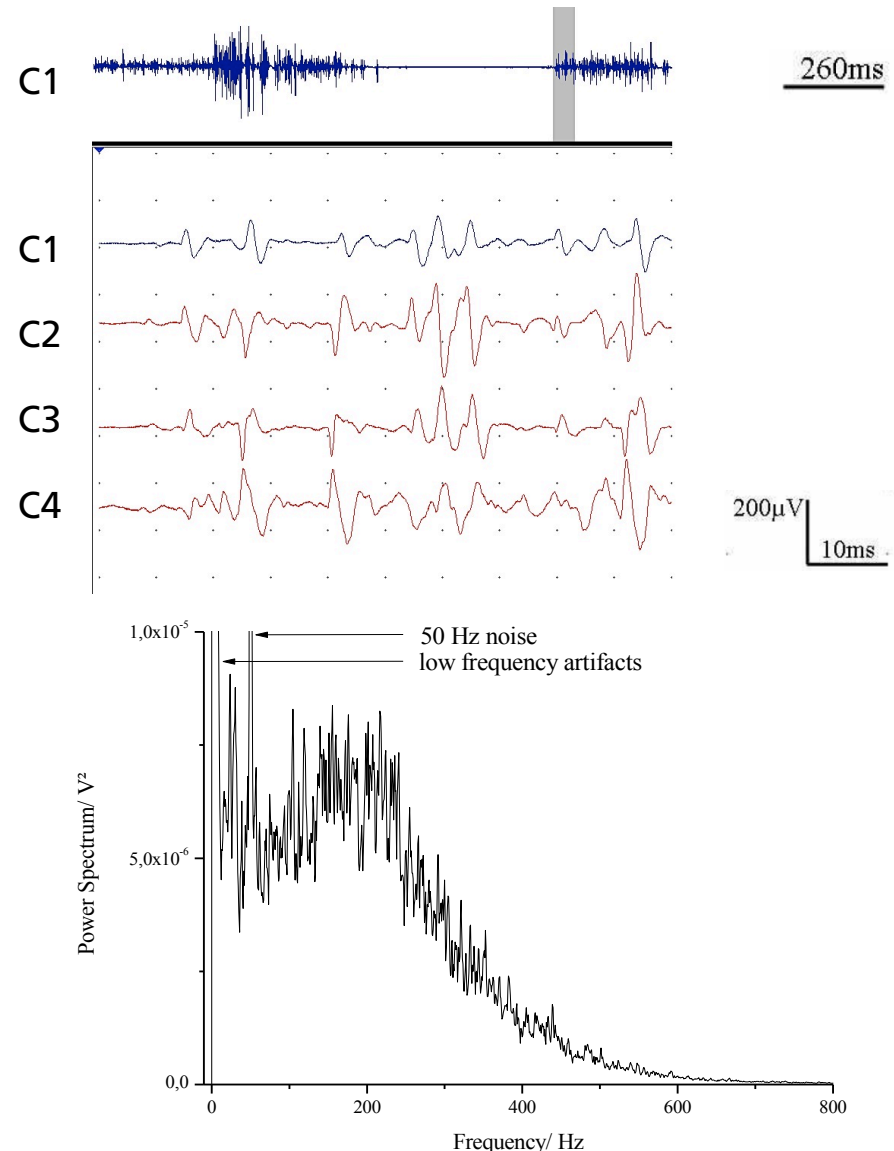 C1
260ms
C1
C2
C3
C4
200µV
10ms
1,0x10⁻⁵
50 Hz noise
low frequency artifacts
Power Spectrum/ V²
5,0x10⁻⁶
0,0
0
200
400
600
800
Frequency/ Hz